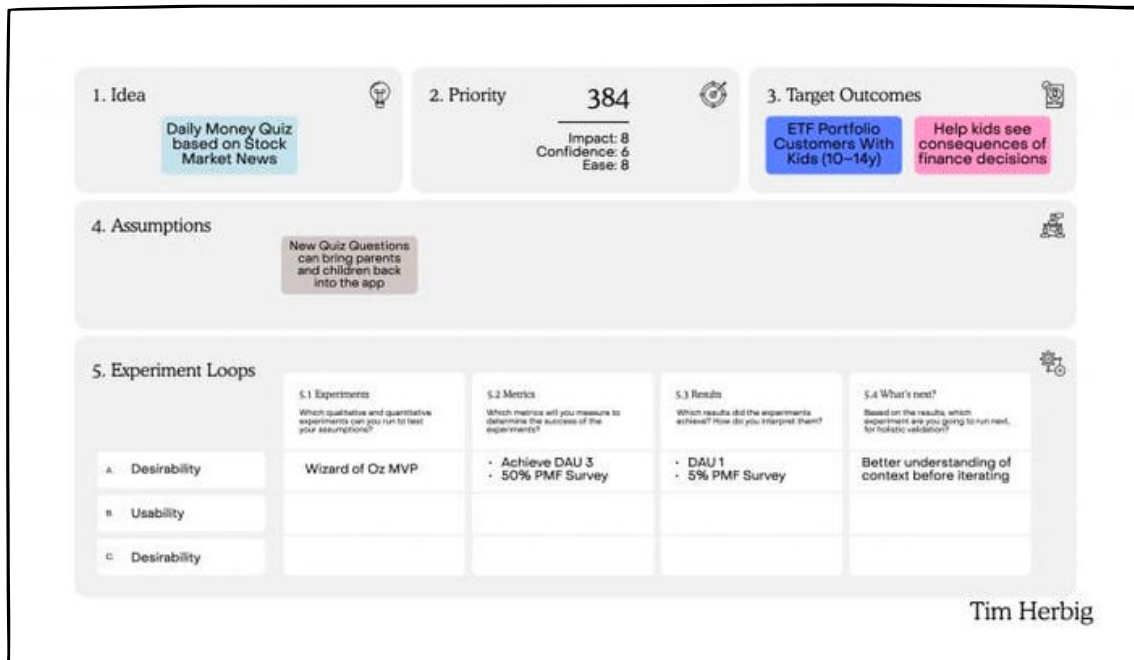 1. Idea
Daily Money Quiz
based on Stock
Market News
2. Priority
384
Impact: 8
Confidence: 6
Ease: 8
3. Target Outcomes
ETF Portfolio
Customers With
Kids (10–14y)
Help kids see
consequences of
finance decisions
4. Assumptions
New Quiz Questions
can bring parents
and children back
into the app
5. Experiment Loops
5.1 Experiments
Which qualitative and quantitative
experiments can you run to test
your assumptions?
5.2 Metrics
Which metrics will you measure to
determine the success of the
experiments?
5.3 Results
Which results did the experiments
achieve? How do you interpret them?
5.4 What's next?
Based on the results, which
experiment are you going to run next,
for holistic validation?
A. Desirability
Wizard of Oz MVP
• Achieve DAU 3
• 50% PMF Survey
• DAU 1
• 5% PMF Survey
Better understanding of
context before iterating
B. Usability
C. Desirability
Tim Herbig